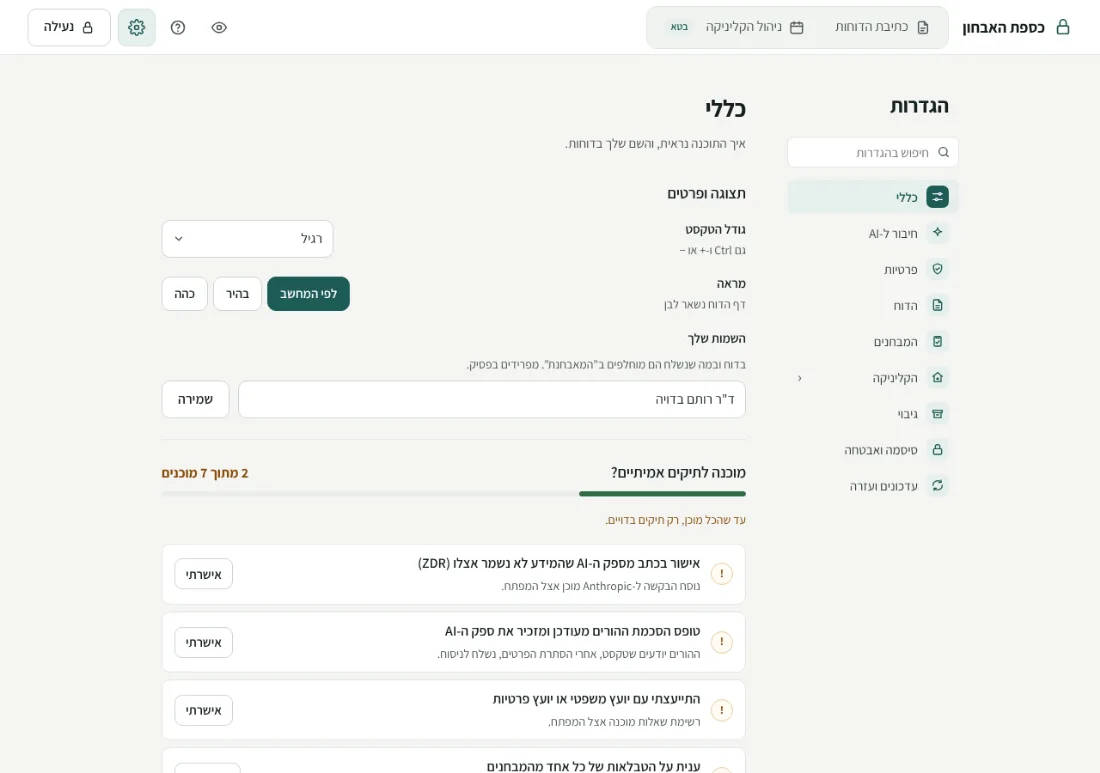 כספת האבחון
כתיבת הדוחות
ניהול הקליניקה
בטא
נעילה
הגדרות
חיפוש בהגדרות
כללי
חיבור ל-AI
פרטיות
הדוח
המבחנים
הקליניקה
גיבוי
סיסמה ואבטחה
עדכונים ועזרה
כללי
איך התוכנה נראית, והשם שלך בדוחות.
תצוגה ופרטים
גודל הטקסט
גם Ctrl ו-+ או −
רגיל
מראה
דף הדוח נשאר לבן
לפי המחשב
בהיר
כהה
השמות שלך
בדוח ובמה שנשלח הם מוחלפים ב"המאבחנת". מפרידים בפסיק.
ד"ר רותם בדויה
שמירה
מוכנה לתיקים אמיתיים?
2 מתוך 7 מוכנים
עד שהכל מוכן, רק תיקים בדויים.
אישור בכתב מספק ה-AI שהמידע לא נשמר אצלו (ZDR)
נוסח הבקשה ל-Anthropic מוכן אצל המפתח.
אישרתי
טופס הסכמת ההורים מעודכן ומזכיר את ספק ה-AI
ההורים יודעים שטקסט, אחרי הסתרת הפרטים, נשלח לניסוח.
אישרתי
התייעצתי עם יועץ משפטי או יועץ פרטיות
רשימת שאלות מוכנה אצל המפתח.
אישרתי
ענית על הטבלאות של כל אחד מהמבחנים